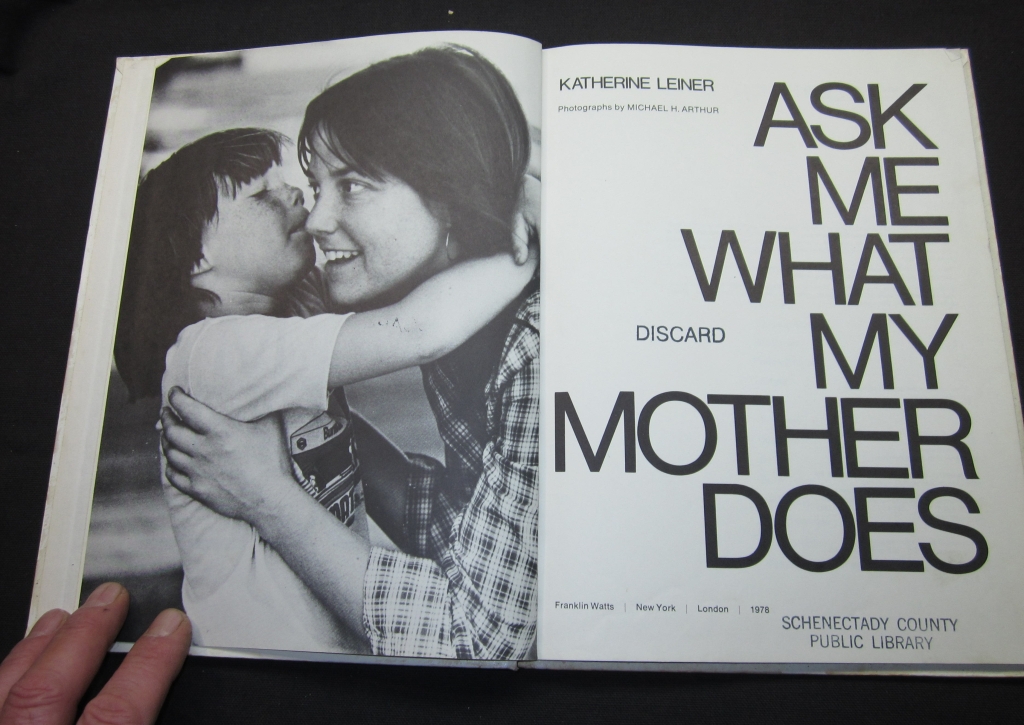 KATHERINE LEINER
Photographs by MICHAEL H. ARTHUR
ASK
ME
WHAT
MY
MOTHER
DOES
DISCARD
Franklin Watts | New York | London | 1978
SCHENECTADY COUNTY
PUBLIC LIBRARY